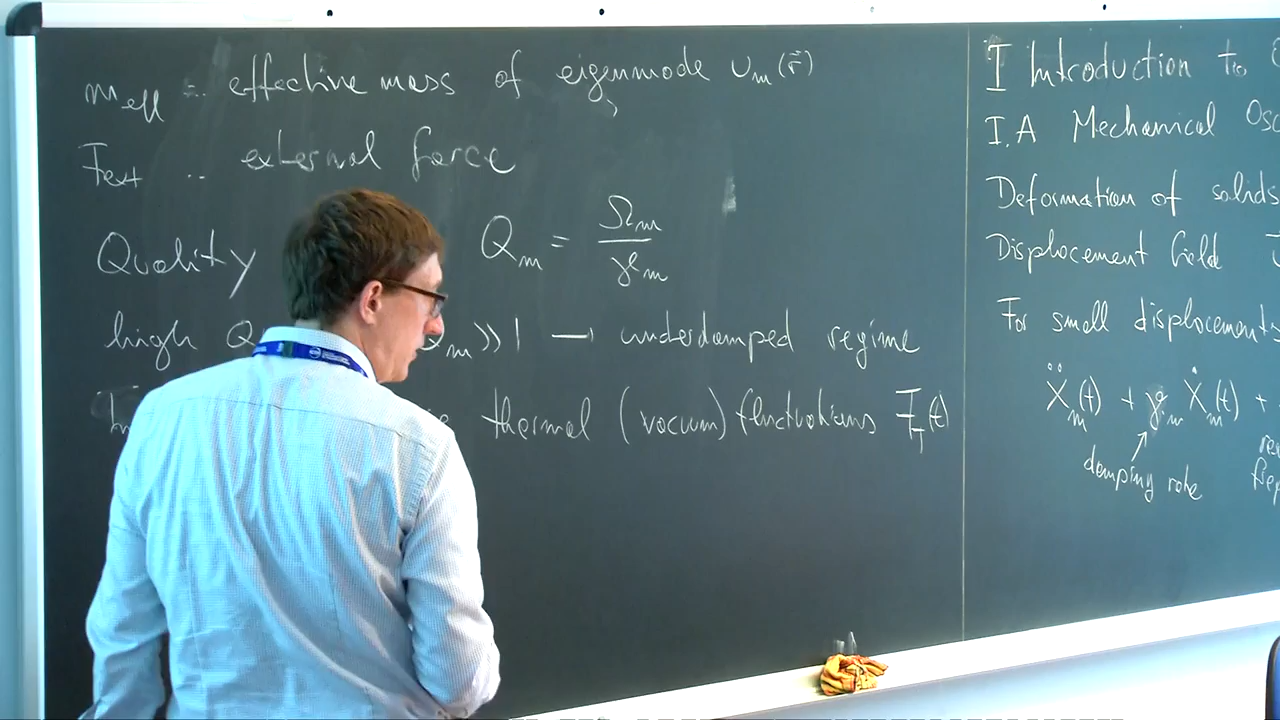 m_eff .. effective mass of eigenmode u_m(r⃗)
F_ext .. external force
Quality Q_m = Ω_m / γ_m
high Q_m >> 1 → underdamped regime
thermal (vacuum) fluctuations F_T(t)
I Introduction to
I.A Mechanical Osc
Deformation of solids
Displacement field
For small displacements
ẍ_m(t) + γ_m ẋ_m(t) +
damping rate